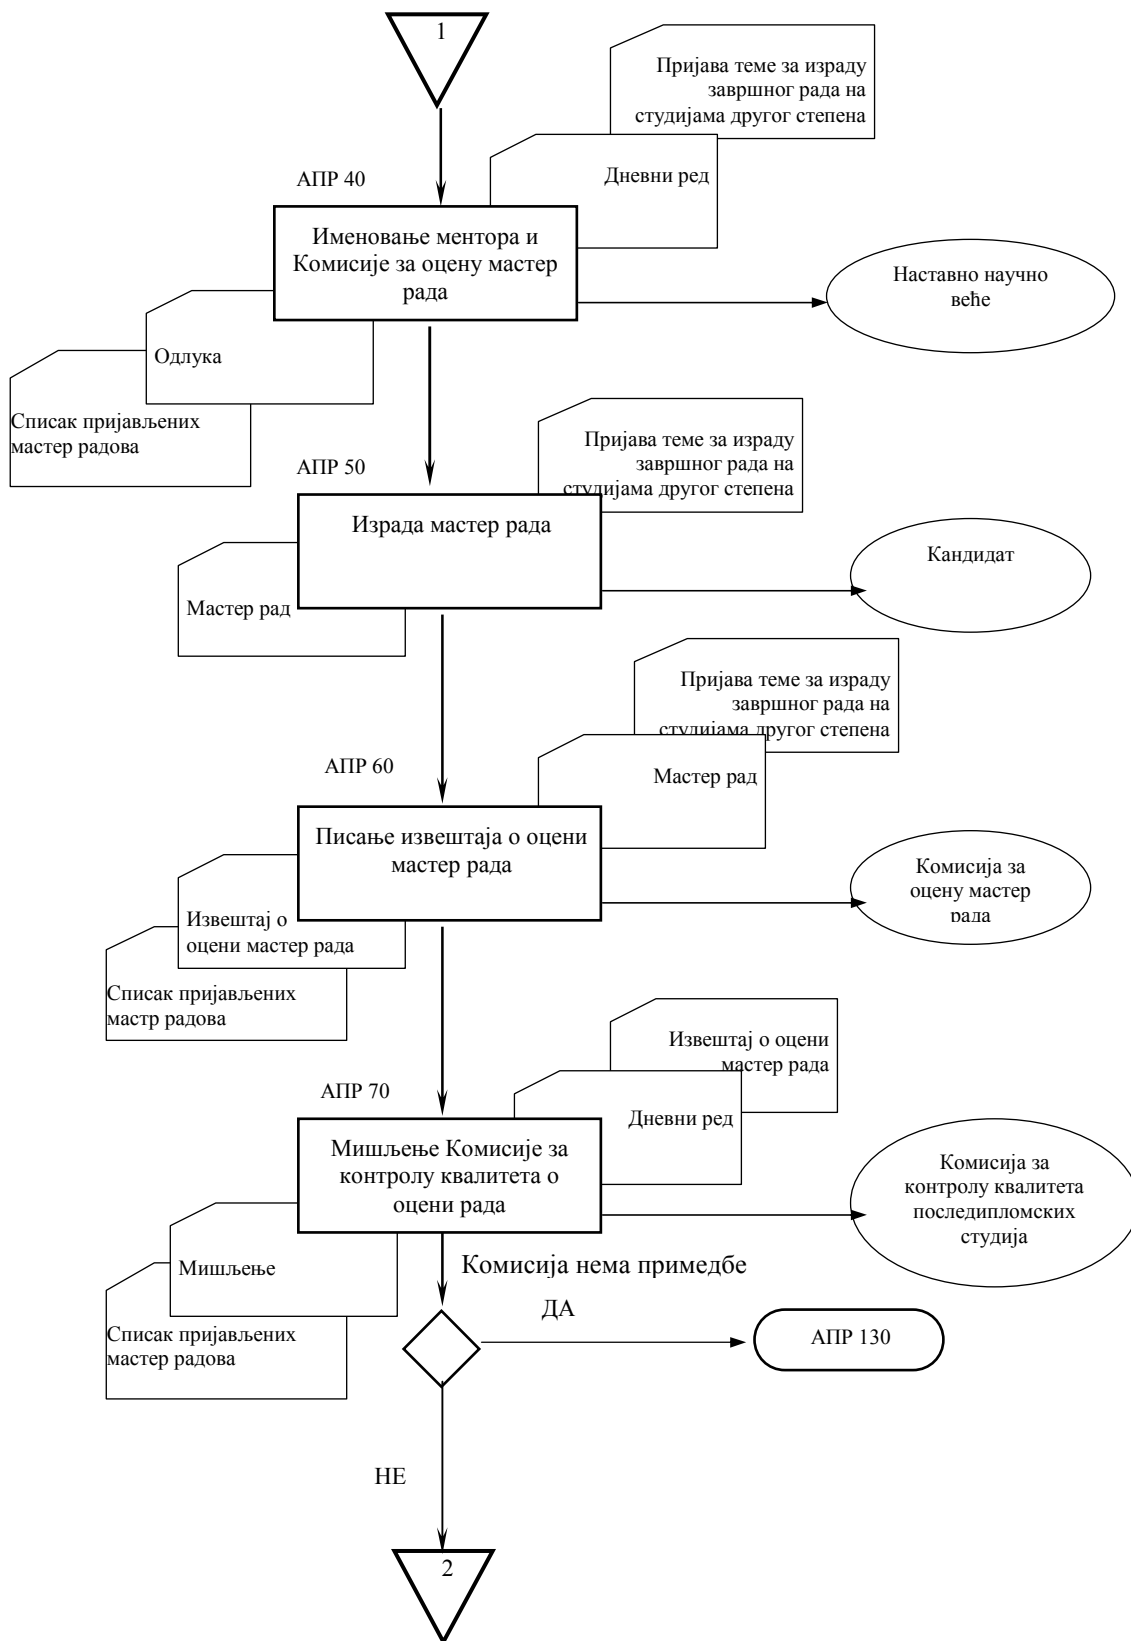 1
Пријава теме за израду
завршног рада на
студијама другог степена
Дневни ред
АПР 40
Именовање ментора и
Комисије за оцену мастер
рада
Наставно научно
веће
Одлука
Списак пријављених
мастер радова
Пријава теме за израду
завршног рада на
студијама другог степена
АПР 50
Израда мастер рада
Кандидат
Мастер рад
Пријава теме за израду
завршног рада на
студијама другог степена
Мастер рад
АПР 60
Писање извештаја о оцени
мастер рада
Комисија за
оцену мастер
рада
Извештај о
оцени мастер рада
Списак пријављених
мастр радова
Извештај о оцени
мастер рада
Дневни ред
АПР 70
Мишљење Комисије за
контролу квалитета о
оцени рада
Комисија за
контролу квалитета
последипломских
студија
Мишљење
Списак пријављених
мастер радова
Комисија нема примедбе
ДА
АПР 130
НЕ
2